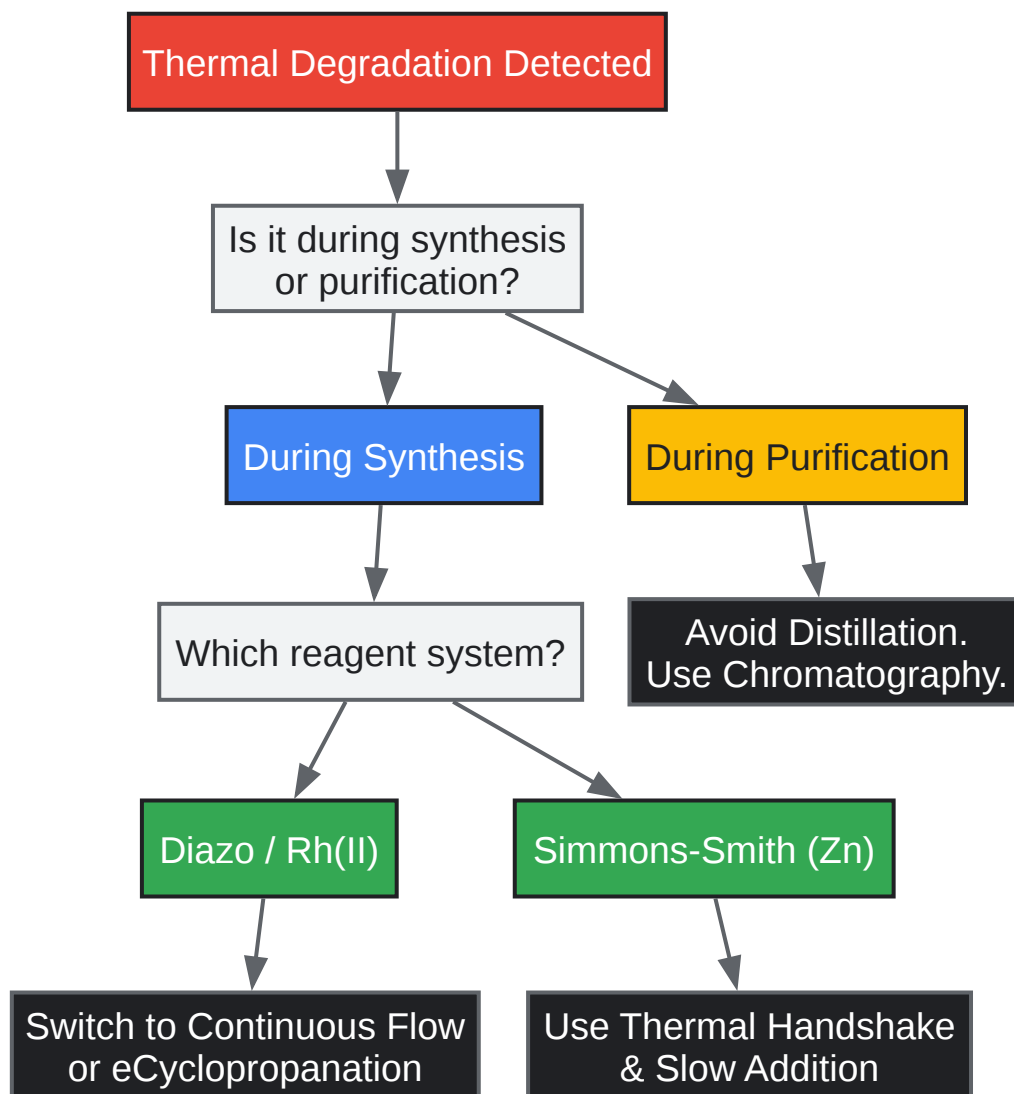 Thermal Degradation Detected
Is it during synthesis
or purification?
During Synthesis
During Purification
Which reagent system?
Avoid Distillation.
Use Chromatography.
Diazo / Rh(II)
Simmons-Smith (Zn)
Switch to Continuous Flow
or eCyclopropanation
Use Thermal Handshake
& Slow Addition